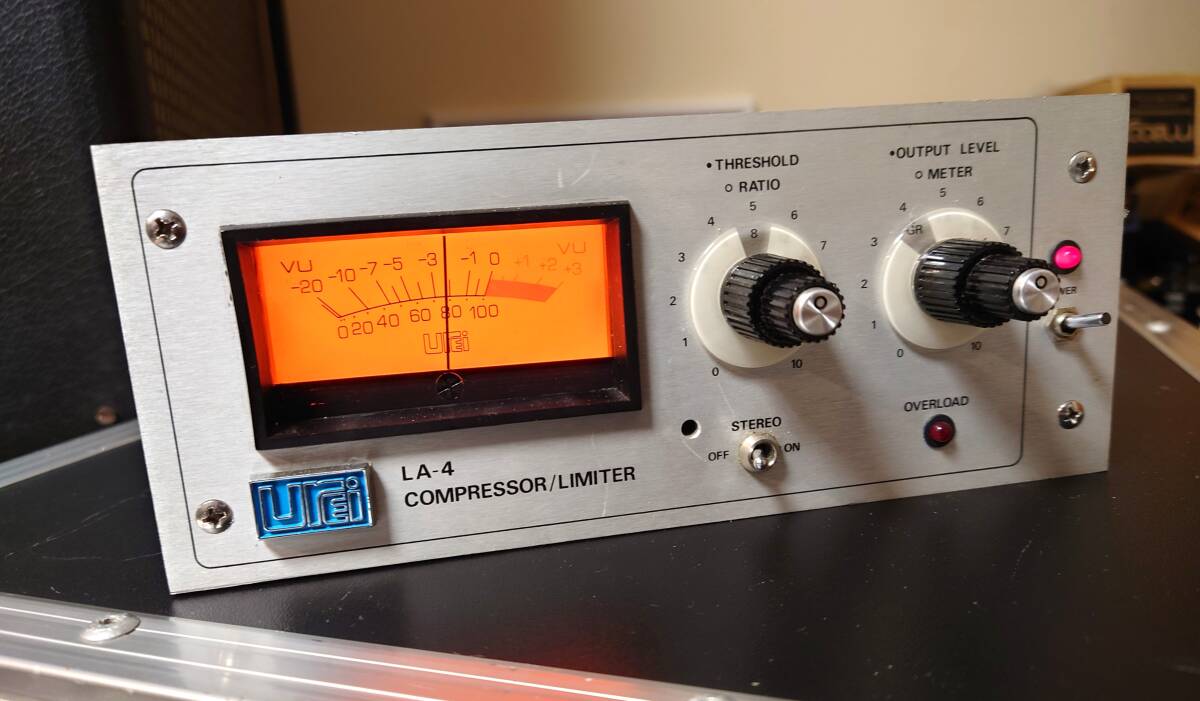 • THRESHOLD
○ RATIO
• OUTPUT LEVEL
○ METER
5
4 6
8
3 7
2
1
0 10
5
4 6
GR
3 7
2
1
0 10
VU VU
-20 -10 -7 -5 -3 -1 0 +1 +2 +3
0 20 40 60 80 100
UREi
STEREO
OFF ON
OVERLOAD
UREi
LA-4
COMPRESSOR/LIMITER